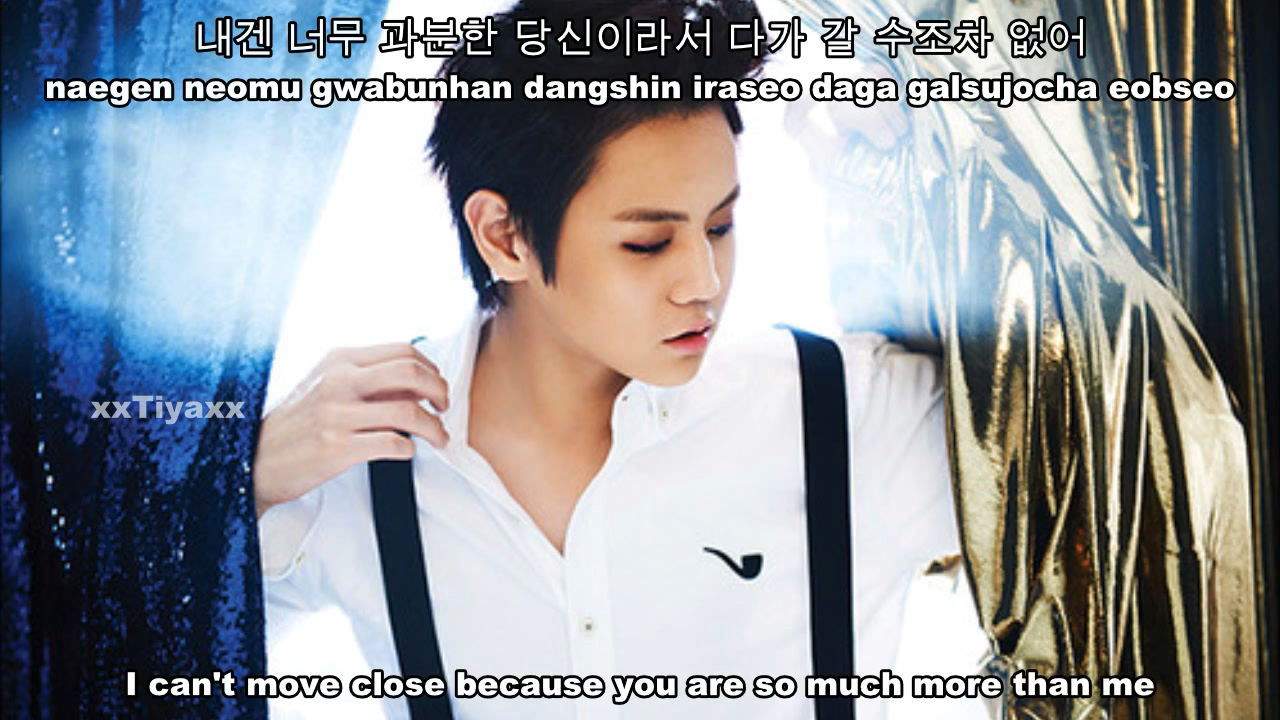 내겐 너무 과분한 당신이라서 다가 갈 수조차 없어
naegen neomu gwabunhan dangshin iraseo daga galsujocha eobseo
xxTiyaxx
I can't move close because you are so much more than me